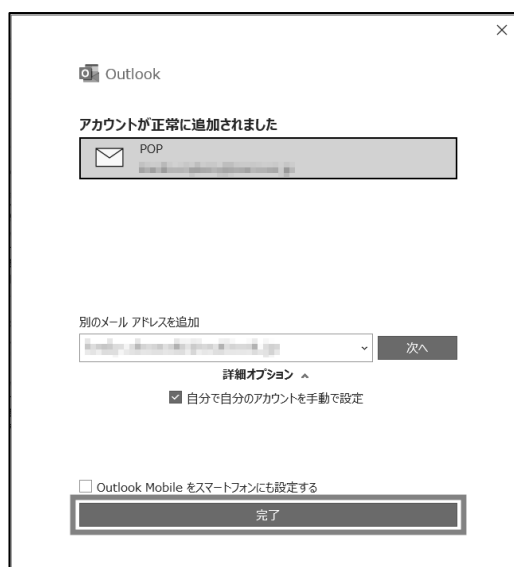 Outlook
アカウントが正常に追加されました
POP
別のメール アドレスを追加
次へ
詳細オプション
自分で自分のアカウントを手動で設定
Outlook Mobile をスマートフォンにも設定する
完了